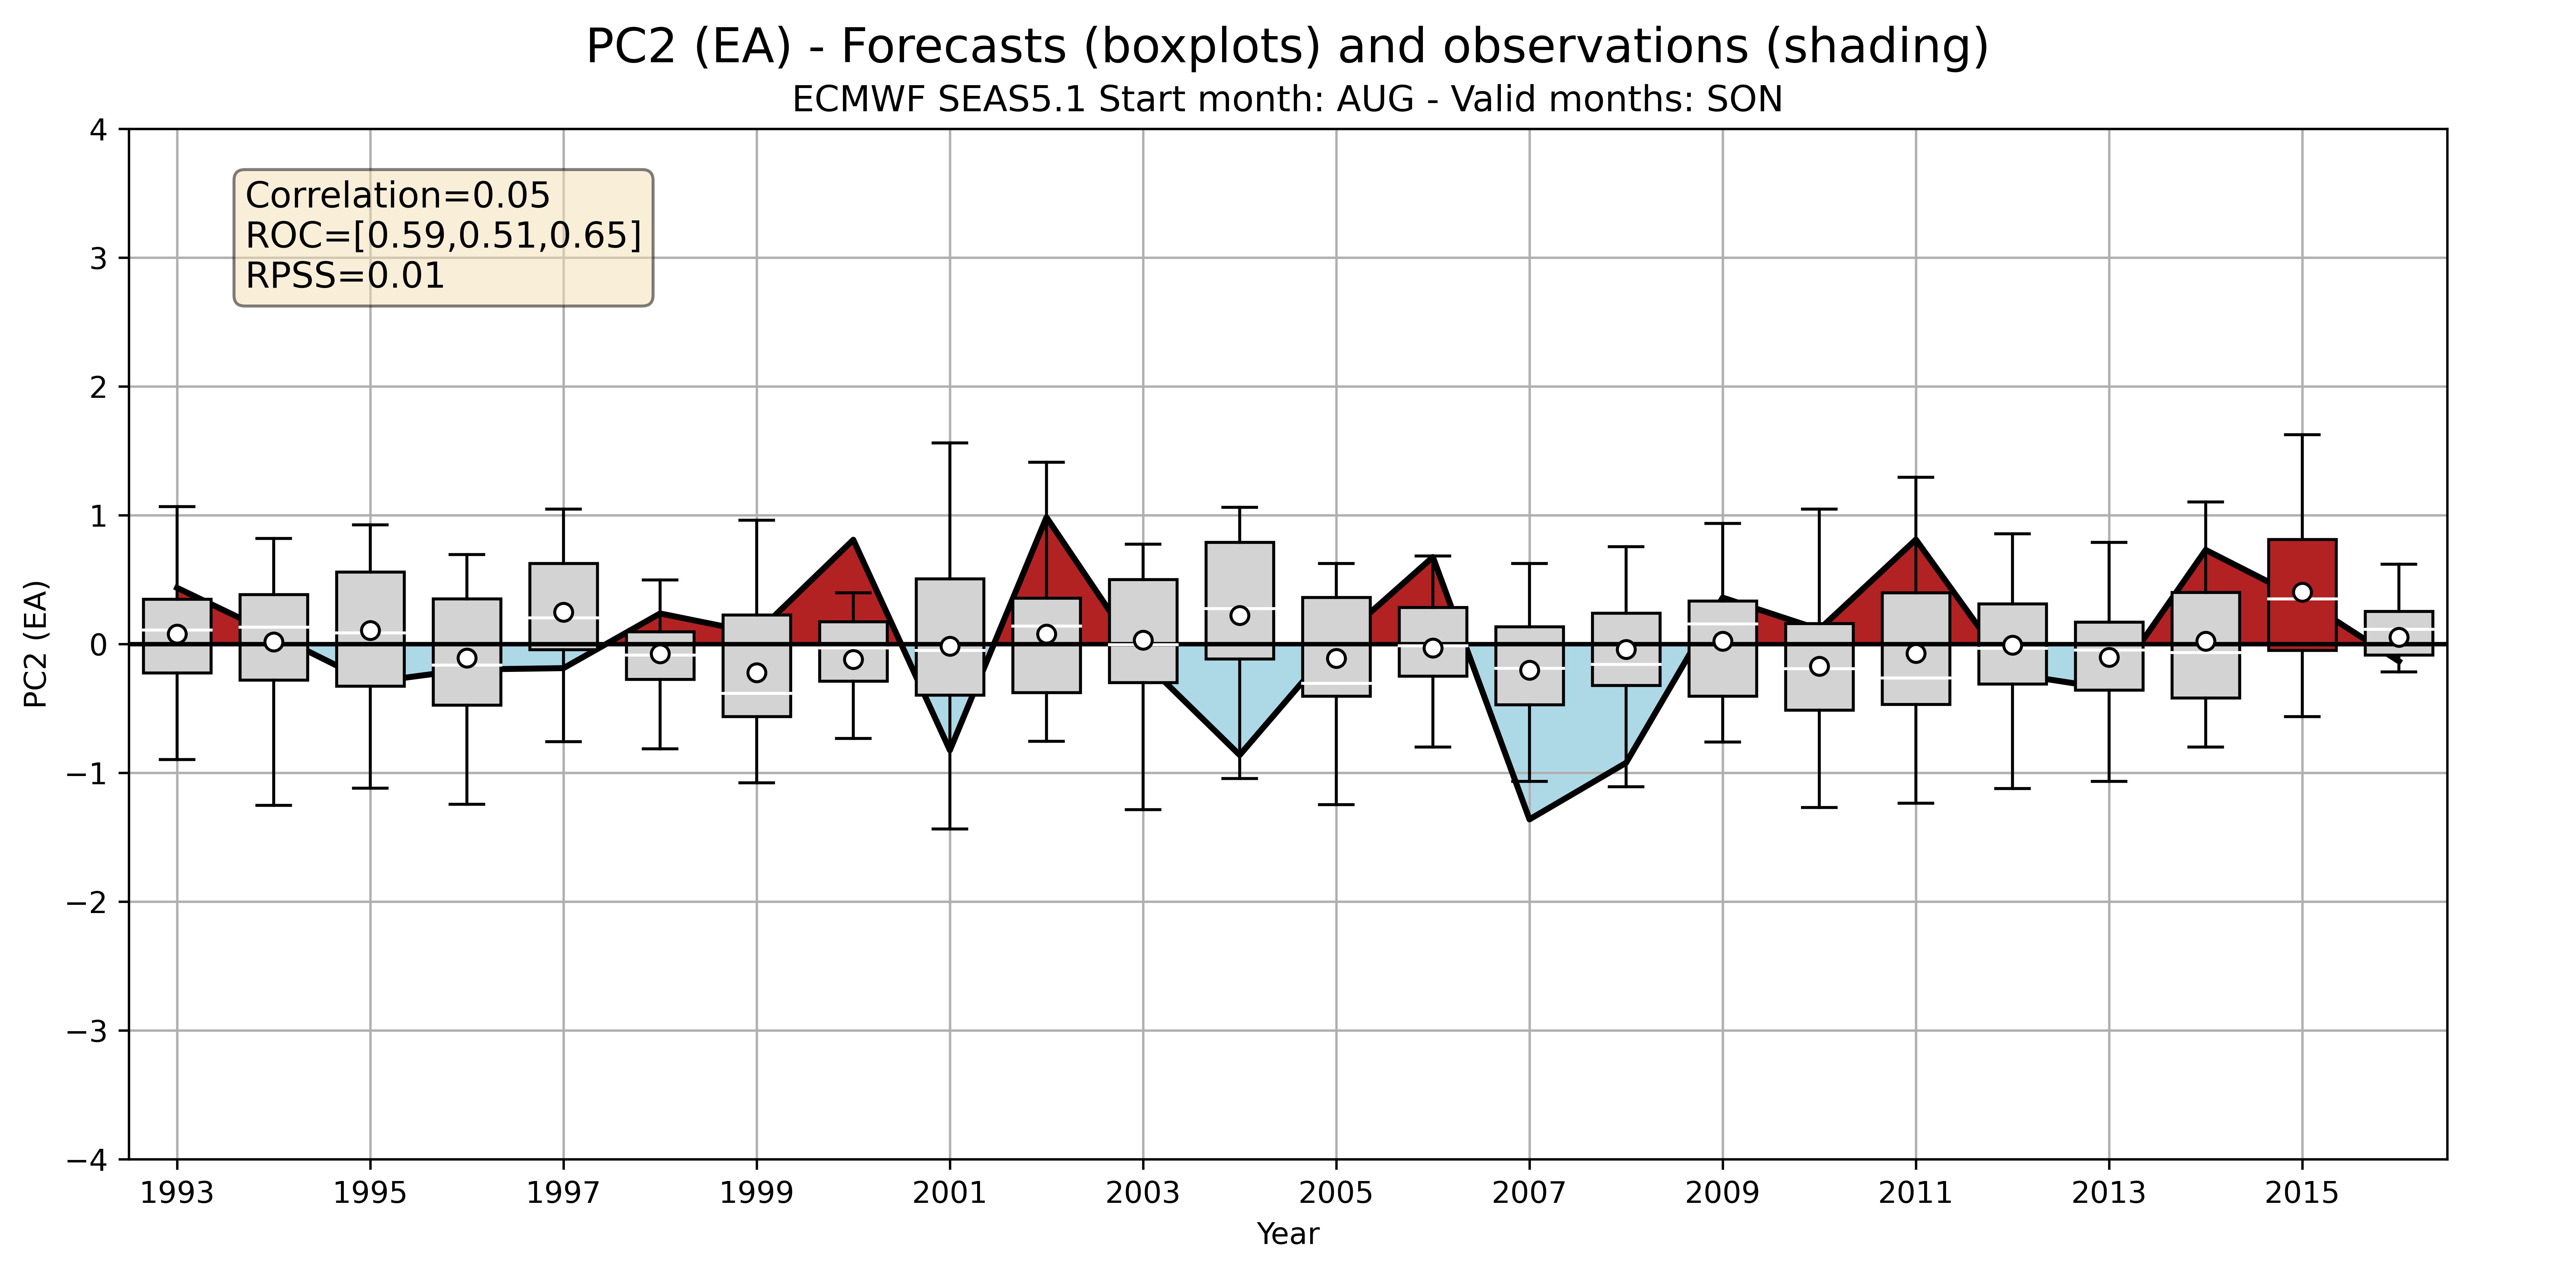 PC2 (EA) - Forecasts (boxplots) and observations (shading)
ECMWF SEAS5.1 Start month: AUG - Valid months: SON
Correlation=0.05
ROC=[0.59,0.51,0.65]
RPSS=0.01
4
3
2
1
0
−1
−2
−3
−4
PC2 (EA)
1993 1995 1997 1999 2001 2003 2005 2007 2009 2011 2013 2015
Year